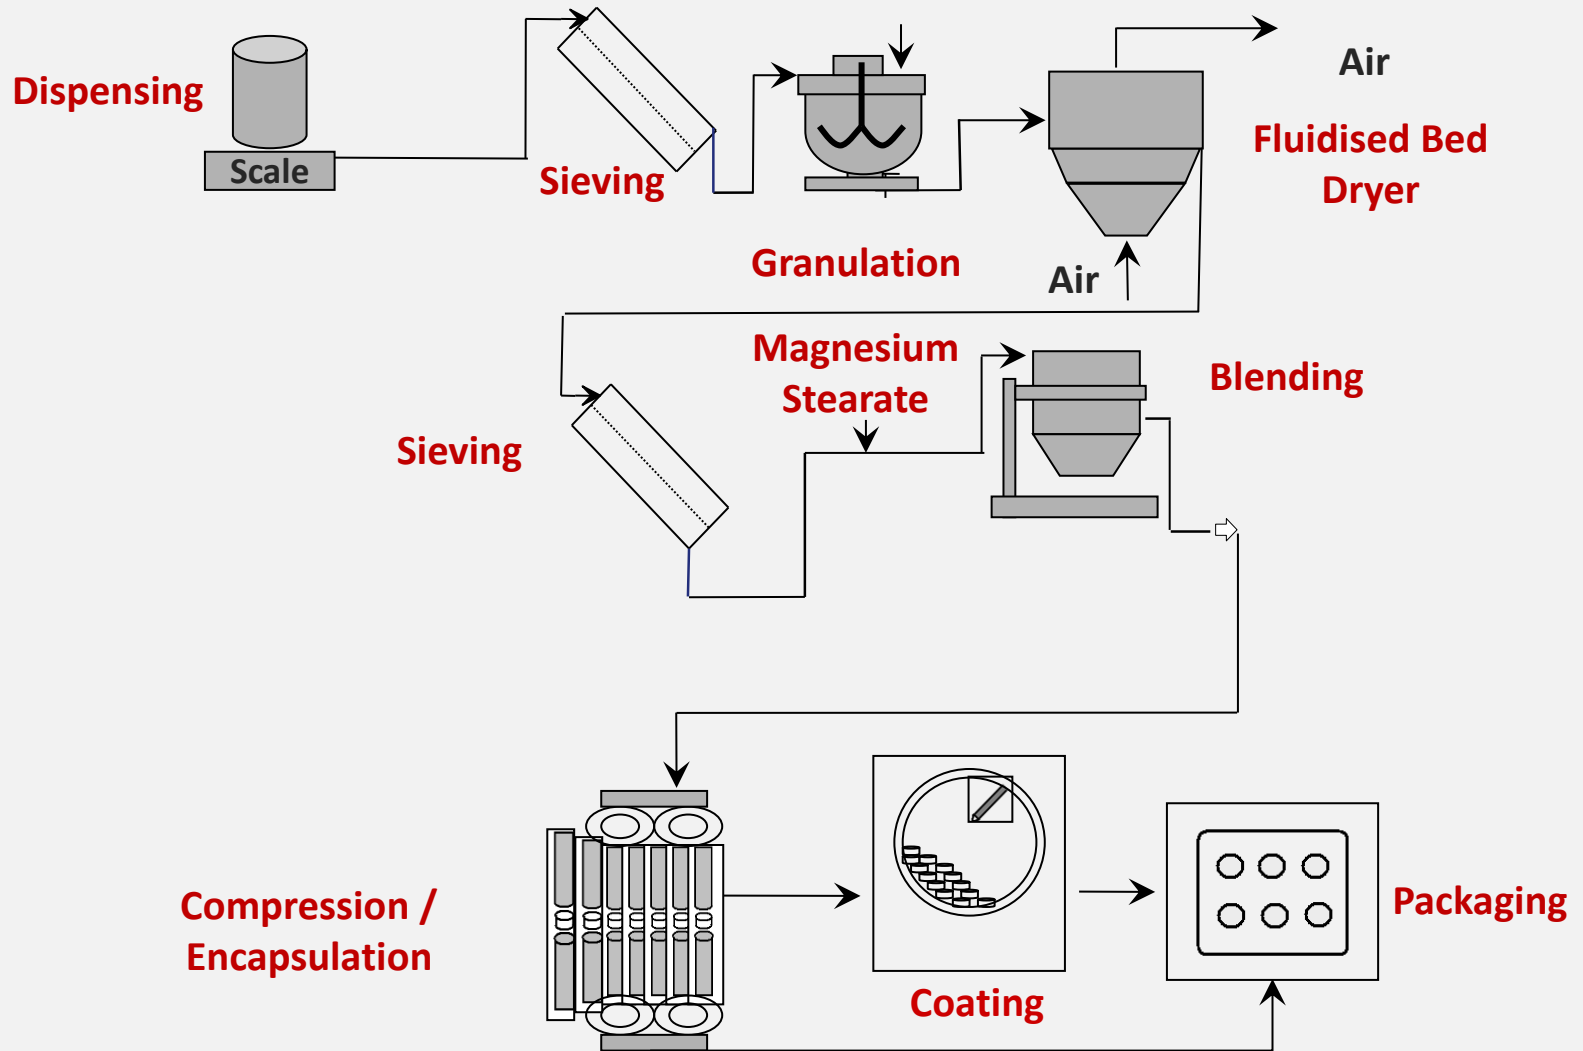 Dispensing
Scale
Sieving
Granulation
Air
Fluidised Bed
Dryer
Air
Magnesium
Stearate
Blending
Sieving
Compression /
Encapsulation
Coating
Packaging